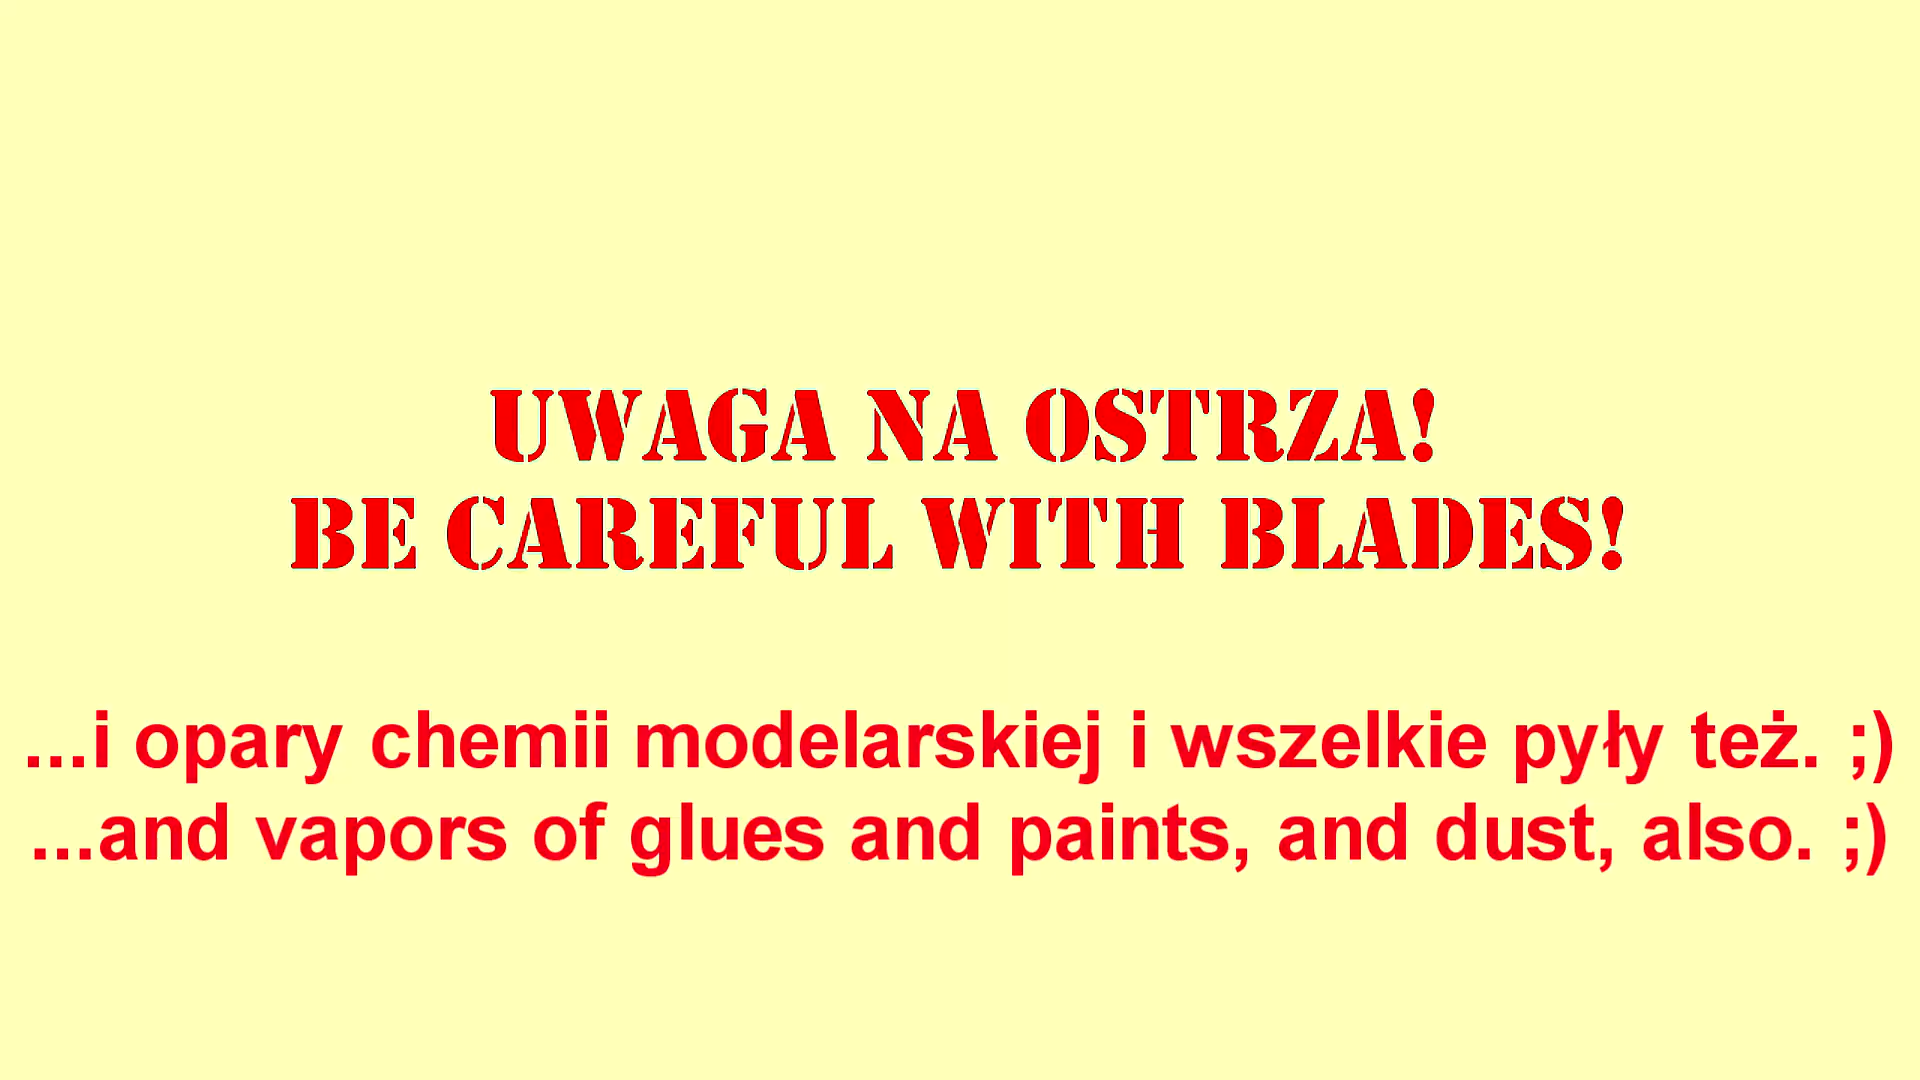 UWAGA NA OSTRZA!
BE CAREFUL WITH BLADES!
...i opary chemii modelarskiej i wszelkie pyły też. ;)
...and vapors of glues and paints, and dust, also. ;)